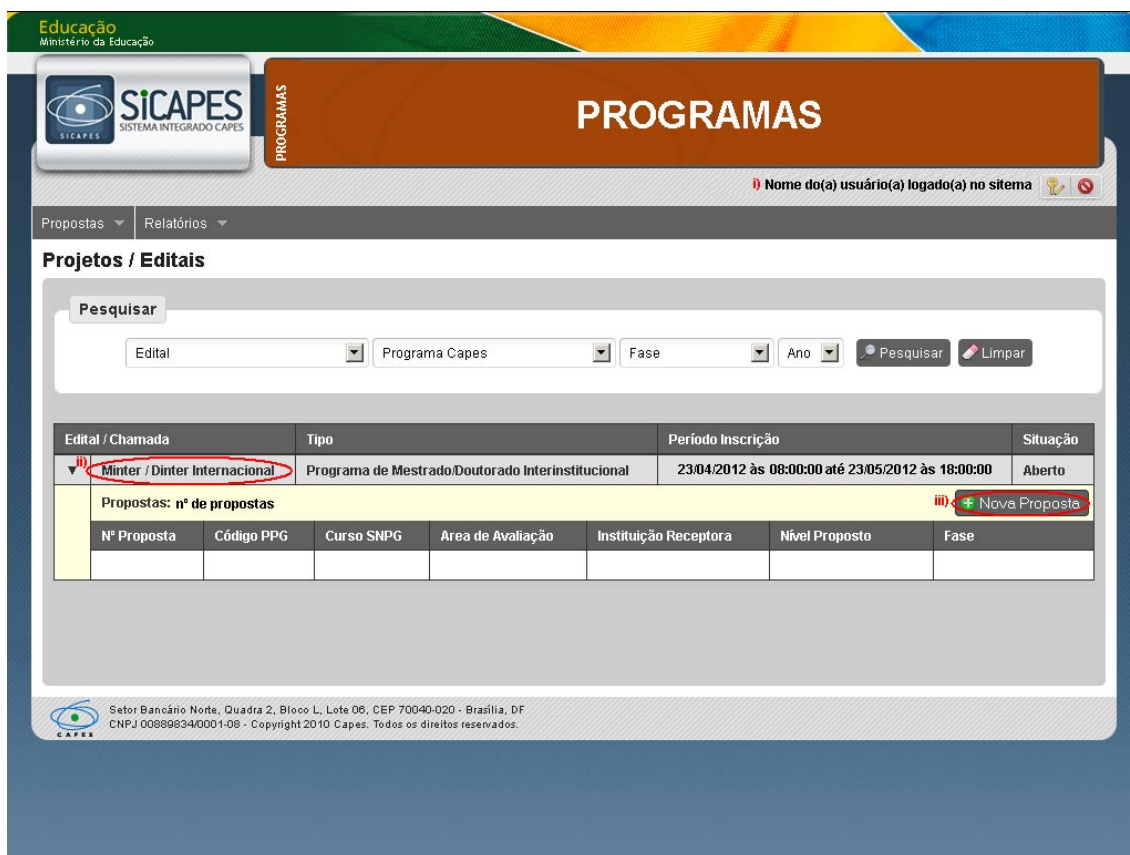 Educação
Ministério da Educação
SICAPES
SiCAPES
SISTEMA INTEGRADO CAPES
PROGRAMAS
PROGRAMAS
i) Nome do(a) usuário(a) logado(a) no sitema
Propostas Relatórios
Projetos / Editais
Pesquisar
Edital Programa Capes Fase Ano Pesquisar Limpar
Edital / Chamada Tipo Período Inscrição Situação
ii) Minter / Dinter Internacional Programa de Mestrado/Doutorado Interinstitucional 23/04/2012 às 08:00:00 até 23/05/2012 às 18:00:00 Aberto
Propostas: nº de propostas iii) Nova Proposta
Nº Proposta Código PPG Curso SNPG Area de Avaliação Instituição Receptora Nível Proposto Fase
Setor Bancário Norte, Quadra 2, Bloco L, Lote 06, CEP 70040-020 - Brasília, DF
CNPJ 00889834/0001-08 - Copyright 2010 Capes. Todos os direitos reservados.
CAPES